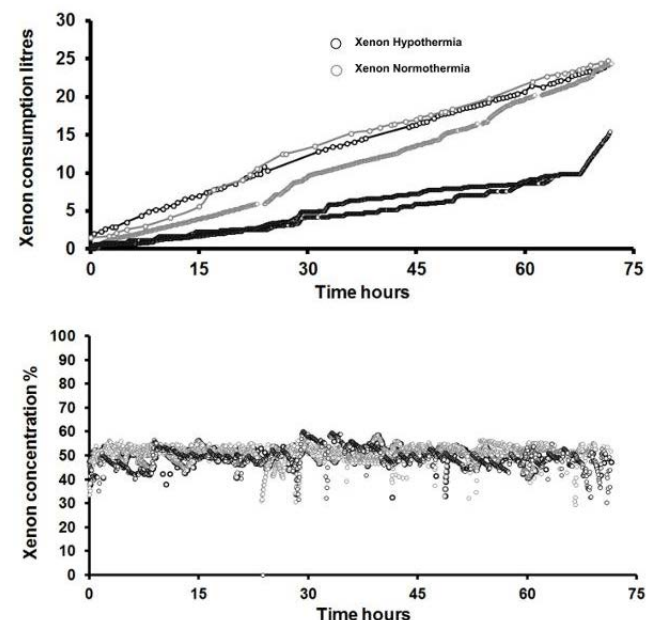 30
25
20
15
10
5
0
Xenon consumption litres
Xenon Hypothermia
Xenon Normothermia
0 15 30 45 60 75
Time hours
100
90
80
70
60
50
40
30
20
10
0
Xenon concentration %
0 15 30 45 60 75
Time hours